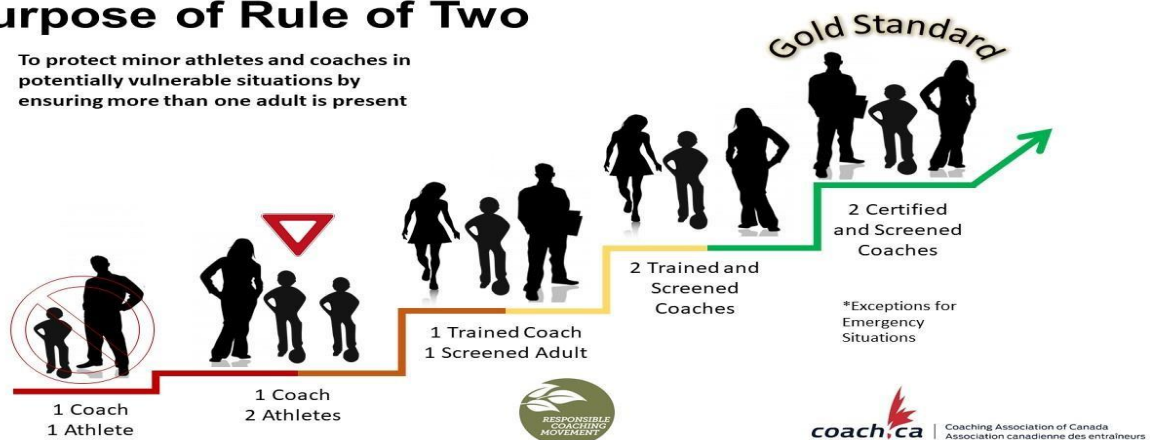 urpose of Rule of Two
To protect minor athletes and coaches in
potentially vulnerable situations by
ensuring more than one adult is present
Gold Standard
2 Certified
and Screened
Coaches
2 Trained and
Screened
Coaches
*Exceptions for
Emergency
Situations
1 Trained Coach
1 Screened Adult
1 Coach
2 Athletes
1 Coach
1 Athlete
RESPONSIBLE
COACHING
MOVEMENT
coach.ca
Coaching Association of Canada
Association canadienne des entraîneurs